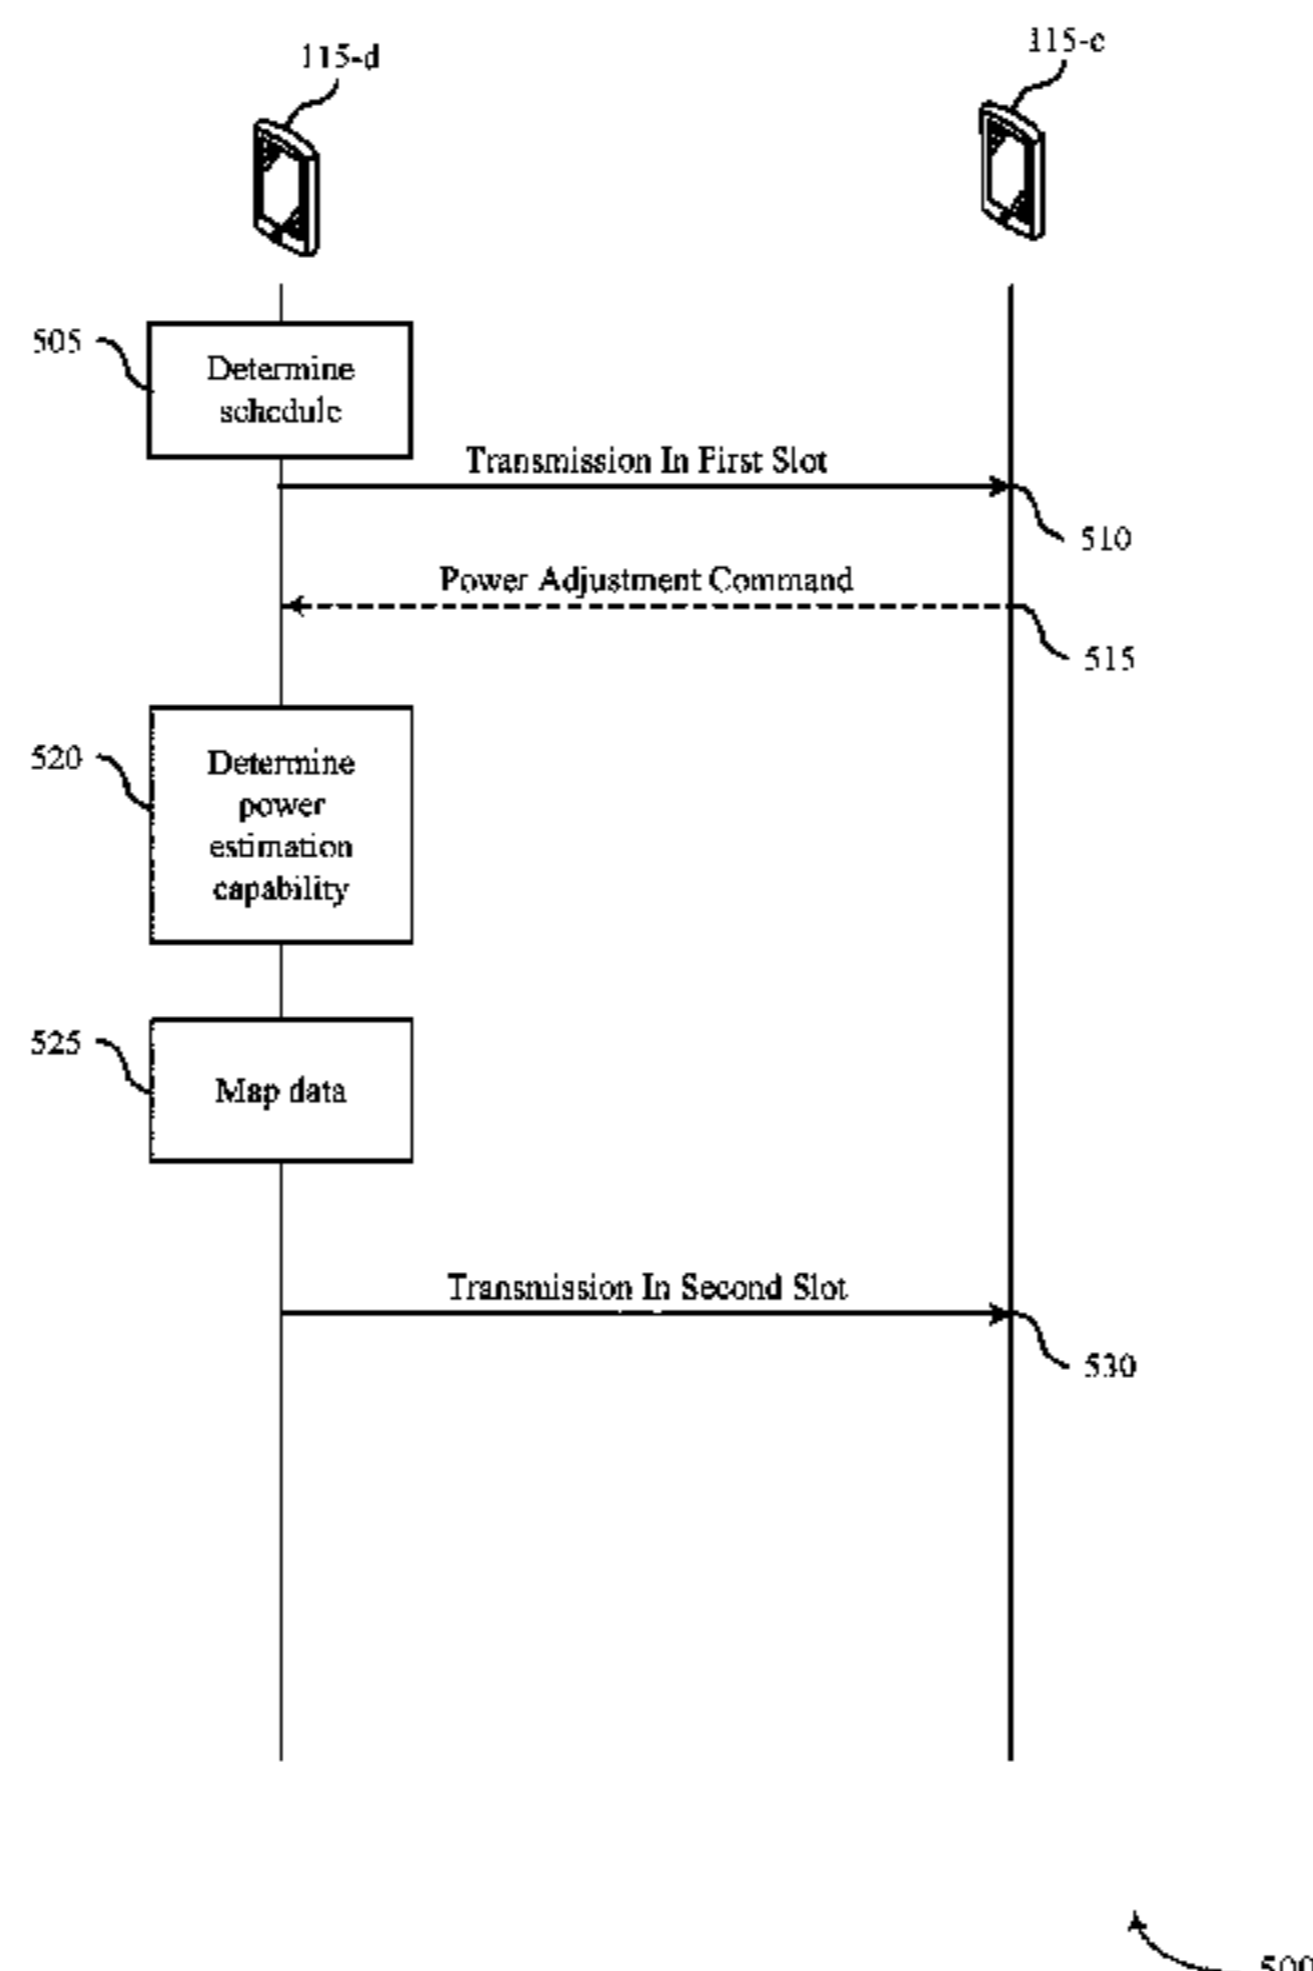 115-d
115-e
505
Determine
schedule
Transmission In First Slot
510
Power Adjustment Command
515
520
Determine
power
estimation
capability
525
Map data
Transmission In Second Slot
530
500